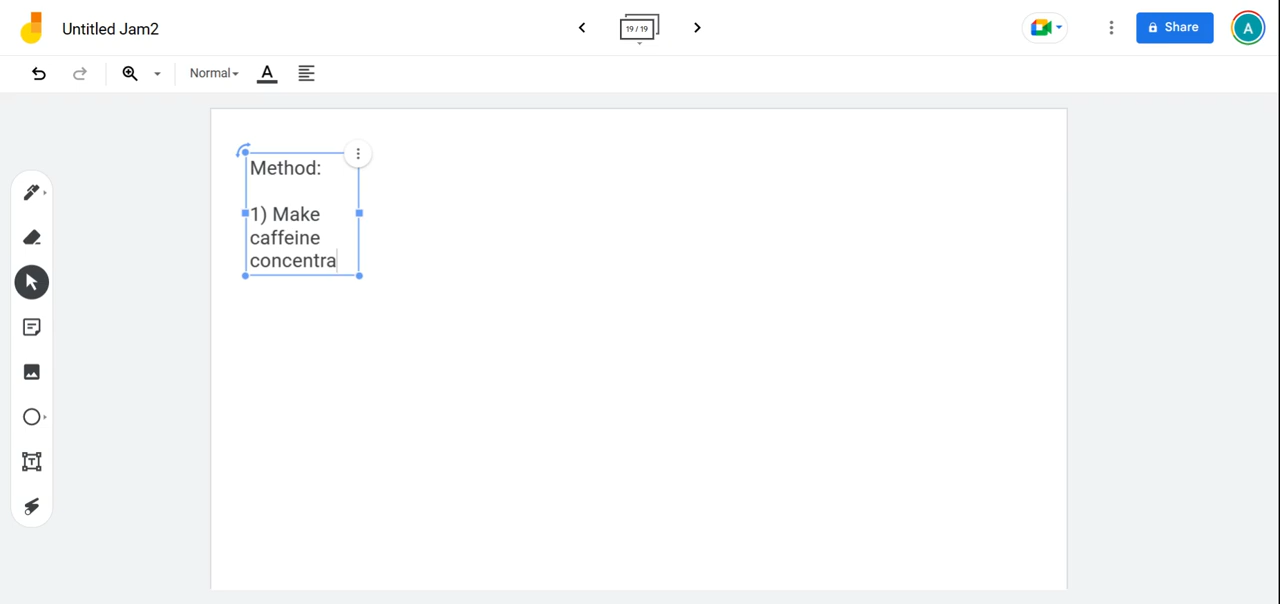 Untitled Jam2
19 / 19
Share
A
Normal
A
Method:
1) Make
caffeine
concentra